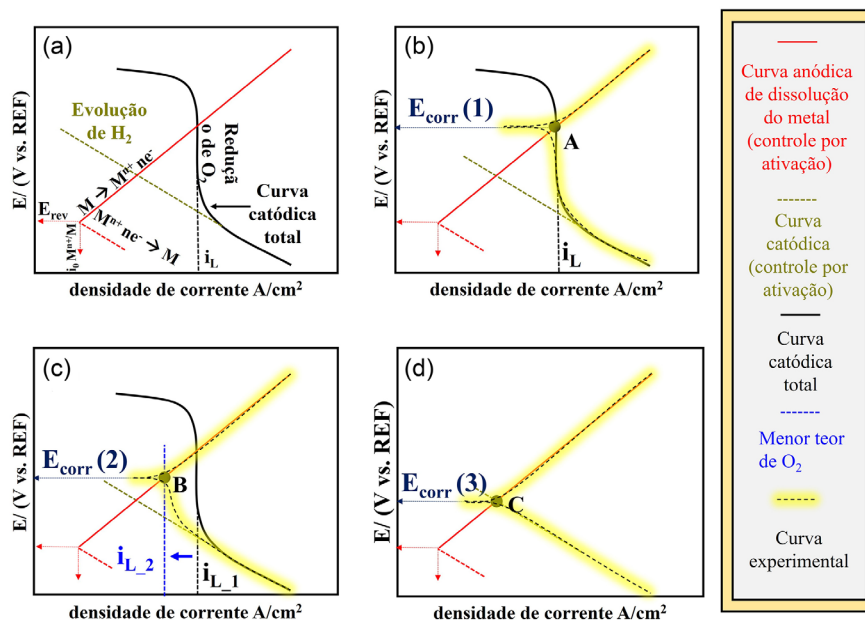 (a)
E/ (V vs. REF)
Evolução
de H2
Reduçã
o de O2
M → Mn+ ne-
Mn+ ne- → M
Erev
i0 Mn+/M
Curva
catódica
total
iL
densidade de corrente A/cm2
(b)
E/ (V vs. REF)
Ecorr (1)
A
iL
densidade de corrente A/cm2
(c)
E/ (V vs. REF)
Ecorr (2)
B
iL_2
iL_1
densidade de corrente A/cm2
(d)
E/ (V vs. REF)
Ecorr (3)
C
densidade de corrente A/cm2
Curva anódica
de dissolução
do metal
(controle por
ativação)
Curva
catódica
(controle por
ativação)
Curva
catódica
total
Menor teor
de O2
Curva
experimental